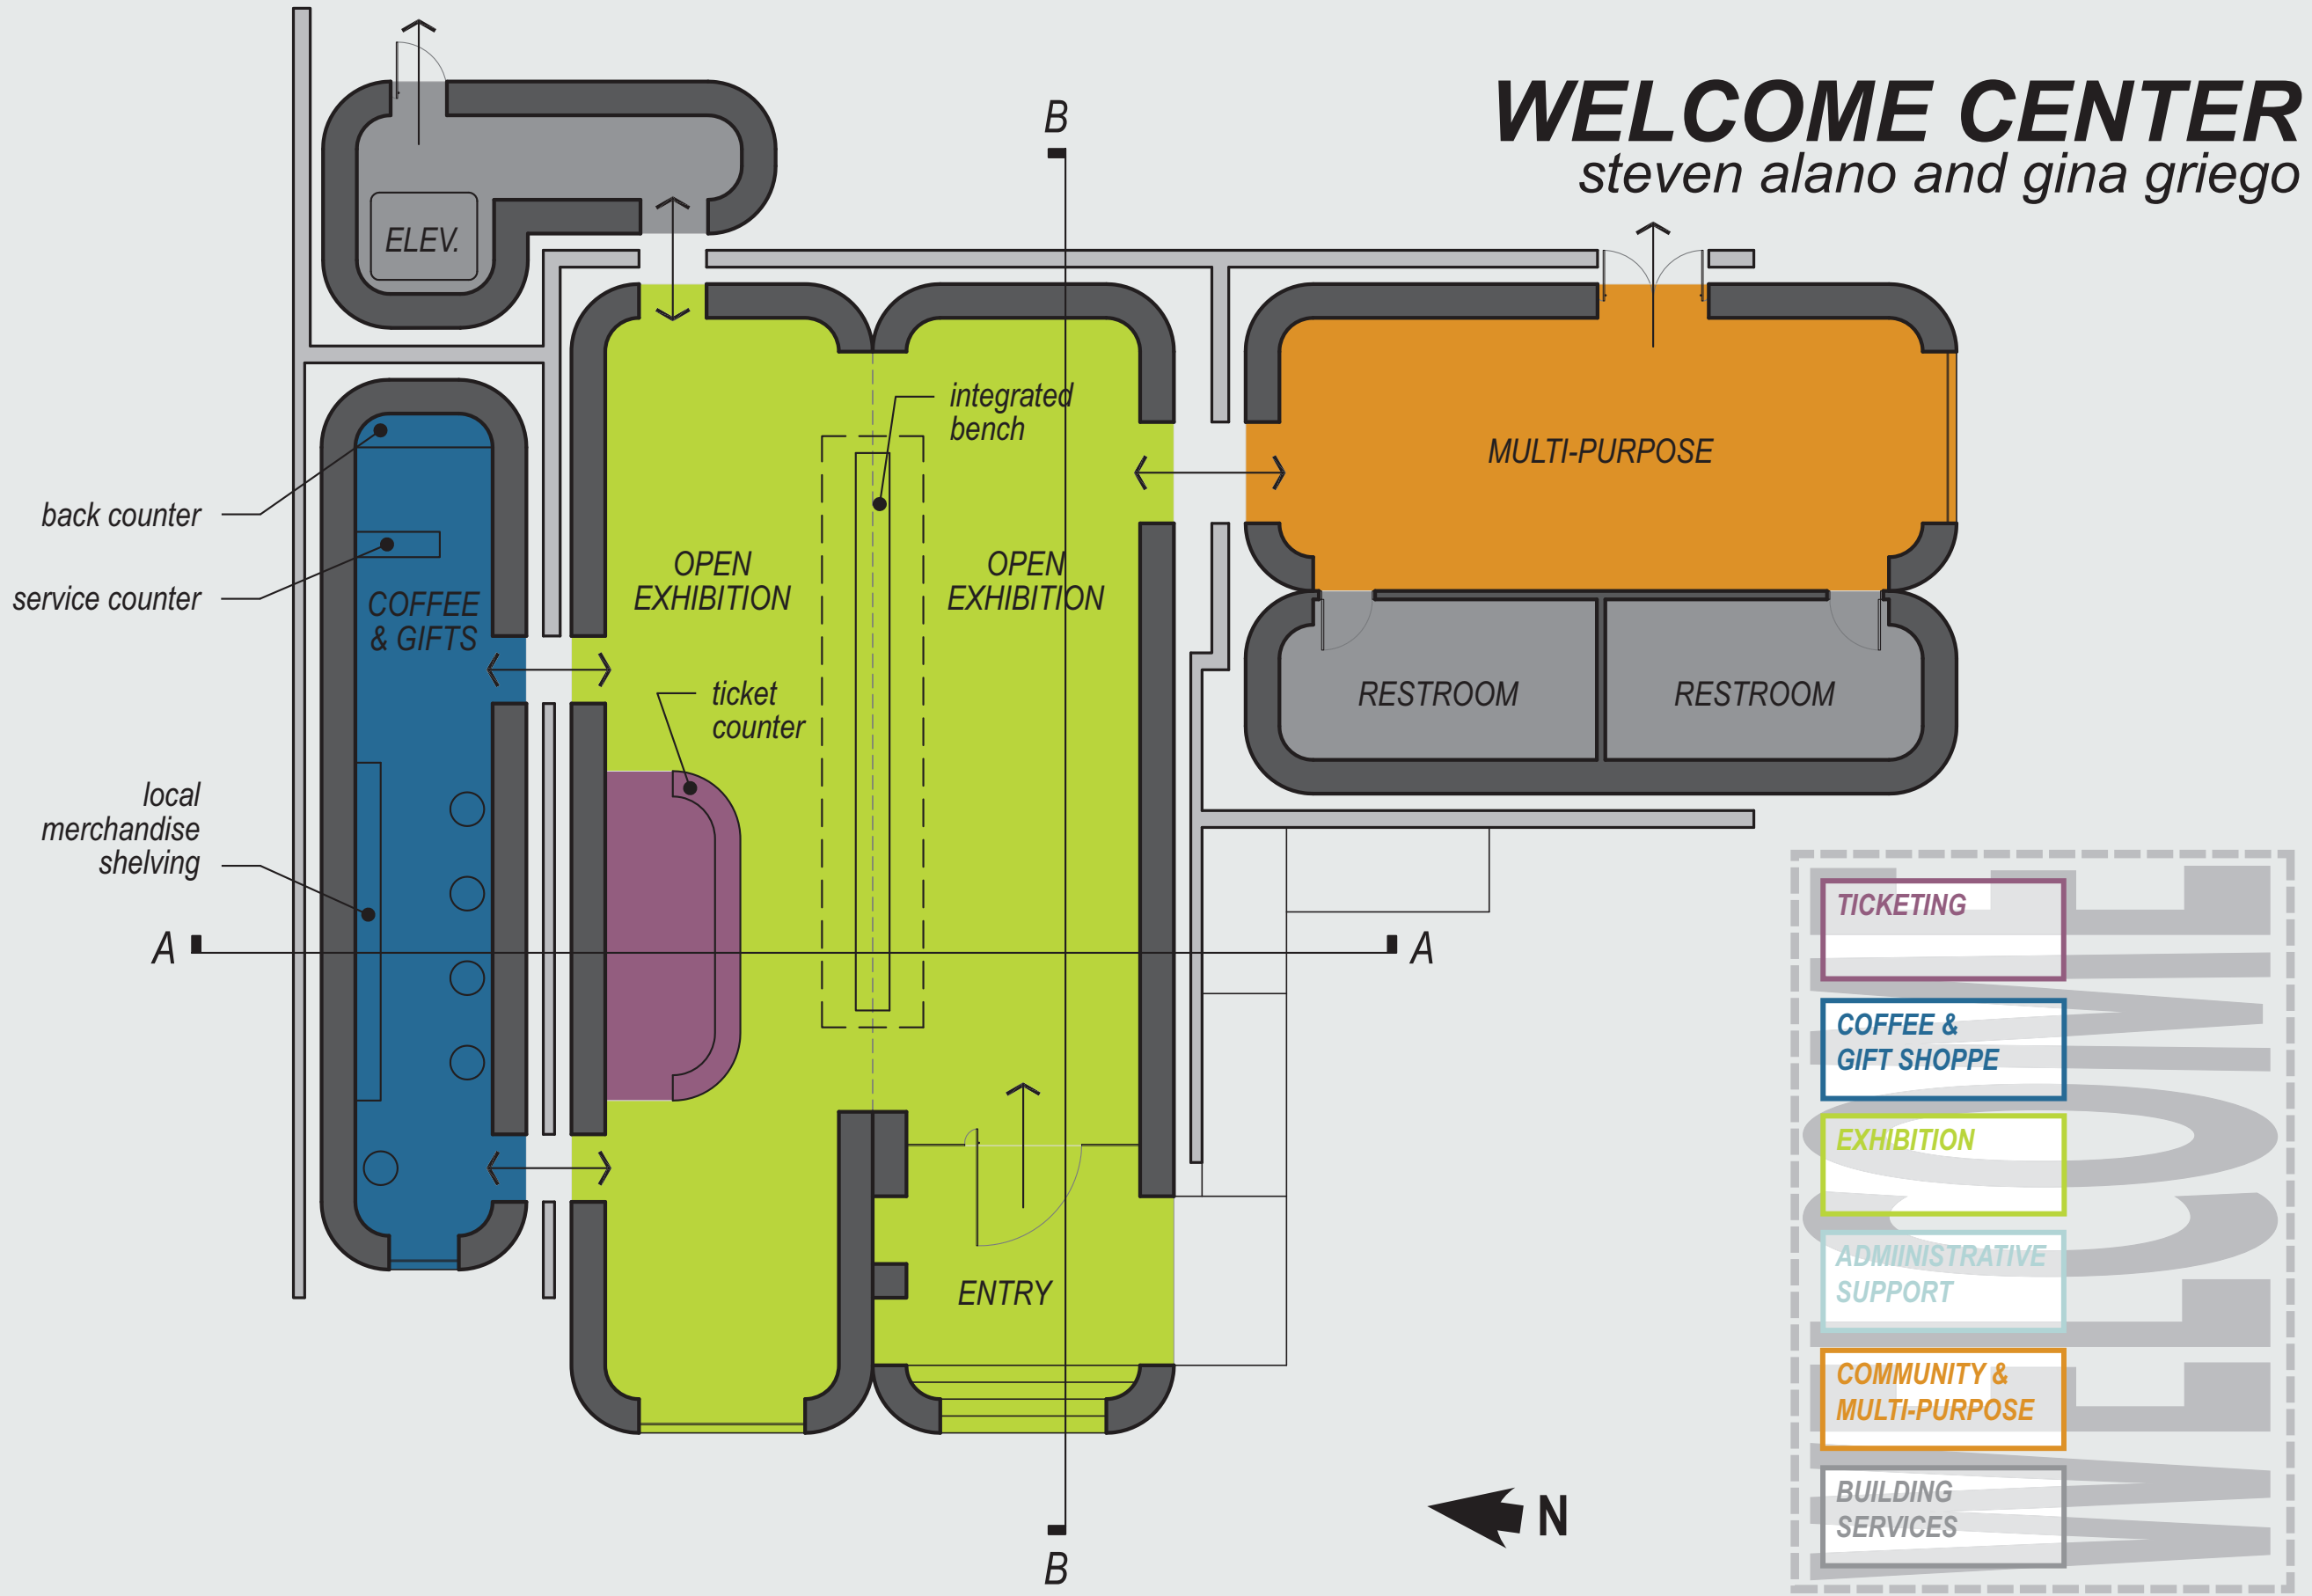 WELCOME CENTER
steven alano and gina griego
B
ELEV.
integrated
bench
MULTI-PURPOSE
back counter
service counter
COFFEE
& GIFTS
OPEN
EXHIBITION
OPEN
EXHIBITION
ticket
counter
RESTROOM
RESTROOM
local
merchandise
shelving
A
A
ENTRY
N
B
TICKETING
COFFEE &
GIFT SHOPPE
EXHIBITION
ADMIINISTRATIVE
SUPPORT
COMMUNITY &
MULTI-PURPOSE
BUILDING
SERVICES
WELCOME